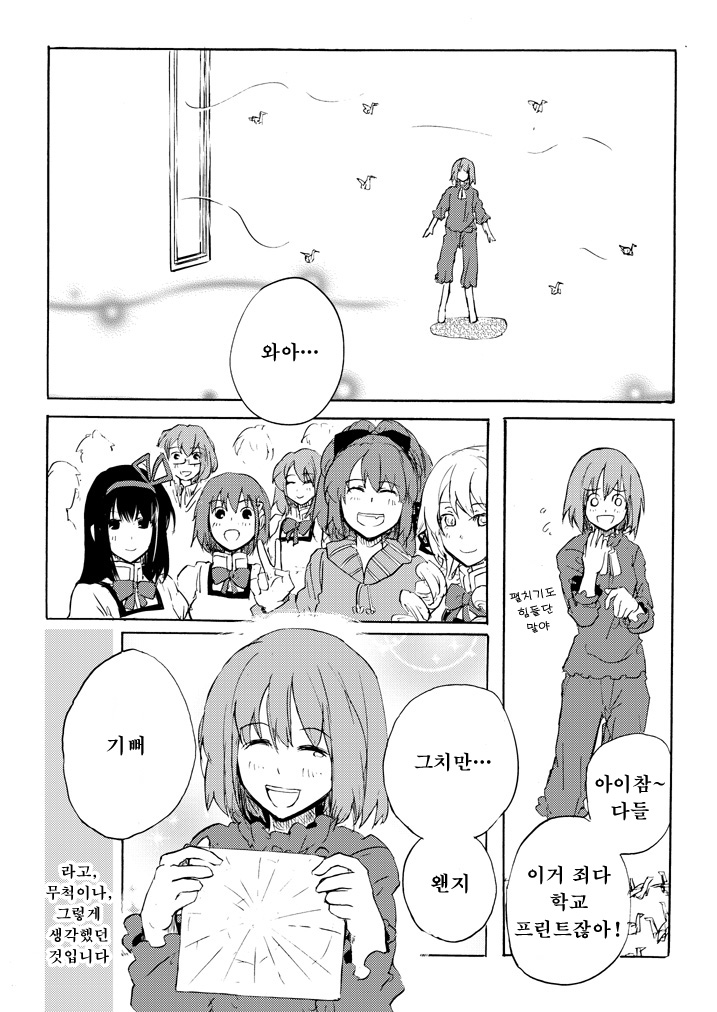 와아…
펼치기도
힘들단
말야
아이참~
다들
이거 죄다
학교
프린트잖아!
그치만…
왠지
기뻐
라고,
무척이나,
그렇게
생각했던
것입니다